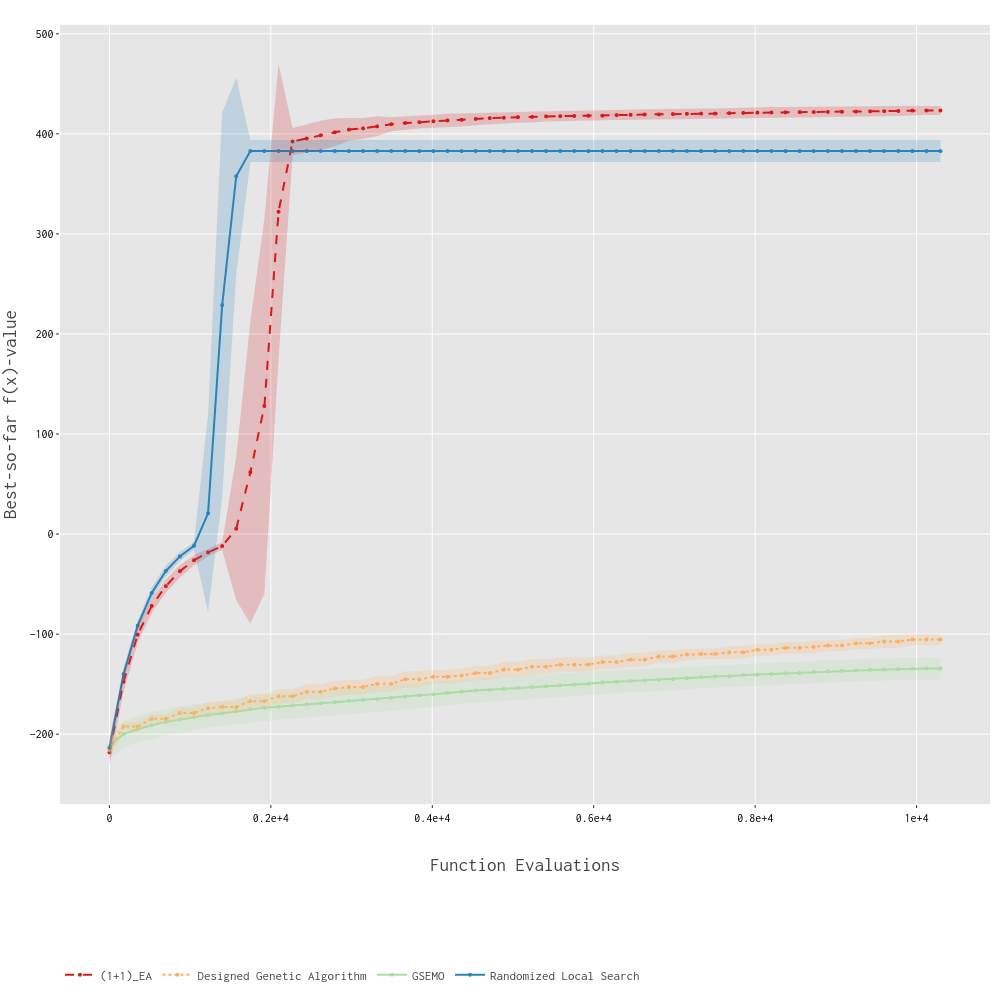 Best-so-far f(x)-value
500
400
300
200
100
0
−100
−200
0 0.2e+4 0.4e+4 0.6e+4 0.8e+4 1e+4
Function Evaluations
(1+1)_EA Designed Genetic Algorithm GSEMO Randomized Local Search